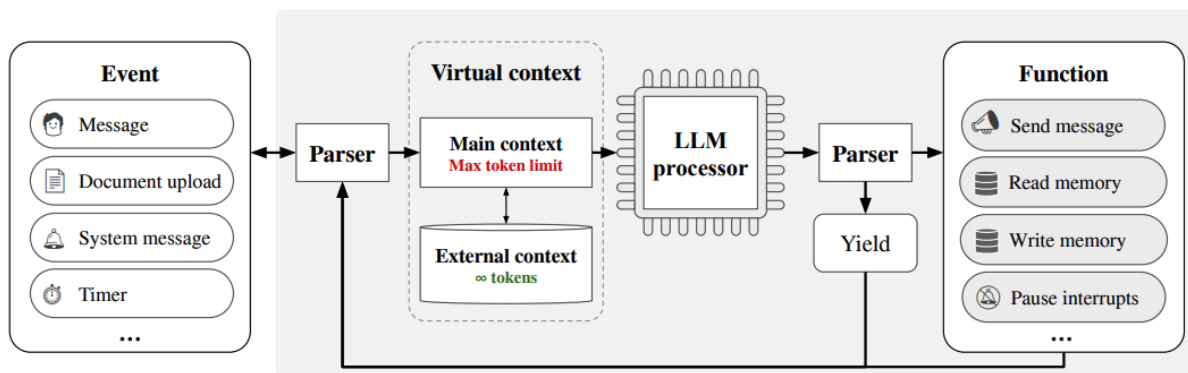 Event
Message
Document upload
System message
Timer
...
Parser
Virtual context
Main context
Max token limit
External context
∞ tokens
LLM
processor
Parser
Yield
Function
Send message
Read memory
Write memory
Pause interrupts
...